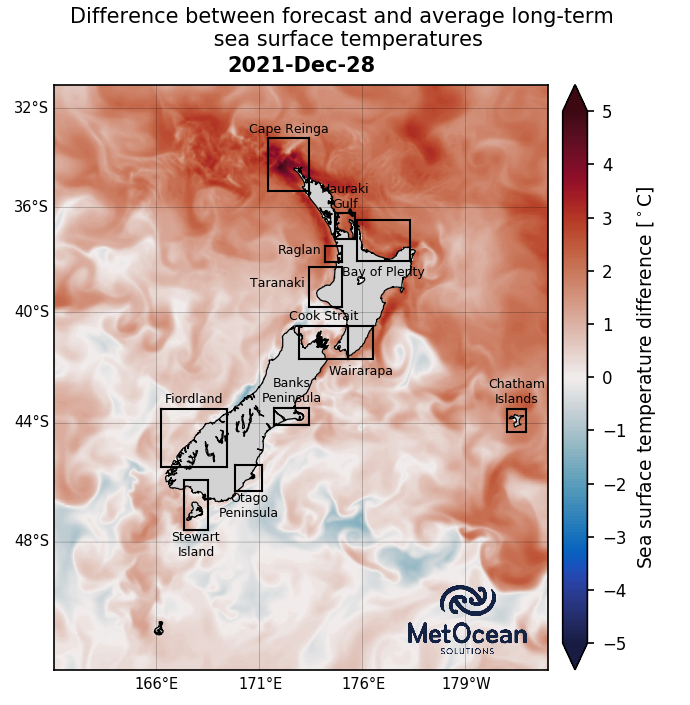 Difference between forecast and average long-term
sea surface temperatures
2021-Dec-28
32°S
36°S
40°S
44°S
48°S
166°E
171°E
176°E
179°W
Cape Reinga
Hauraki
Gulf
Raglan
Bay of Plenty
Taranaki
Cook Strait
Wairarapa
Banks
Peninsula
Fiordland
Chatham
Islands
Otago
Peninsula
Stewart
Island
MetOcean
SOLUTIONS
5
4
3
2
1
0
−1
−2
−3
−4
−5
Sea surface temperature difference [°C]